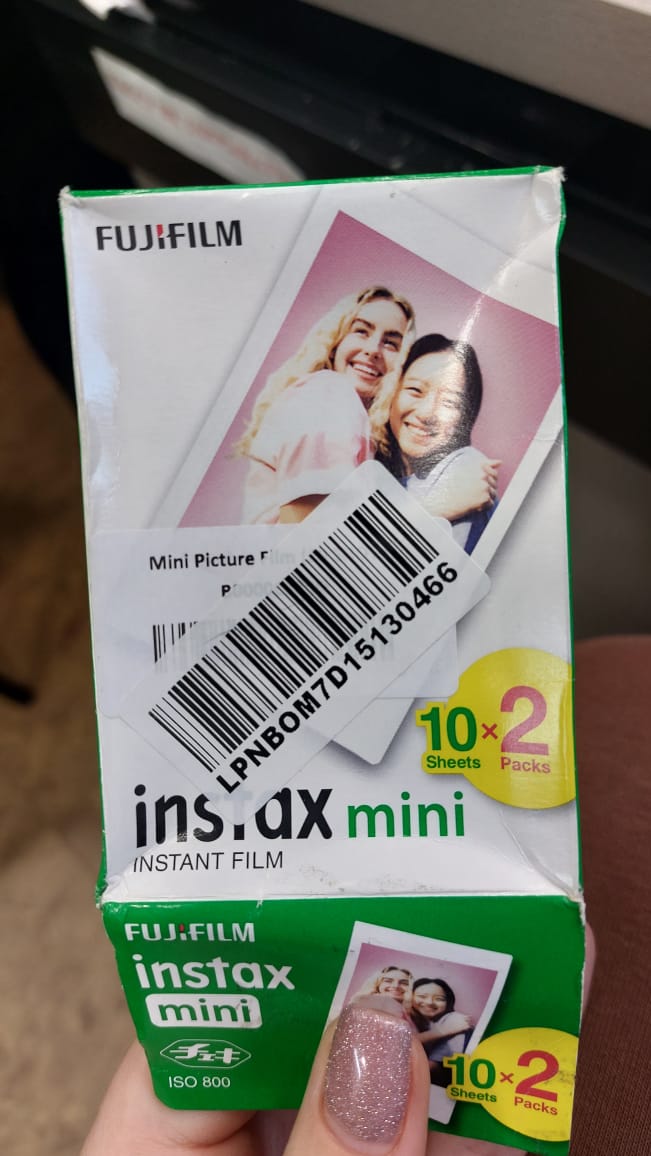 FUJIFILM
Mini Picture Film
LPNBOM7D15130466
10×2
Sheets Packs
instax mini
INSTANT FILM
FUJIFILM
instax
mini
チェキ
ISO 800
10×2
Sheets Packs